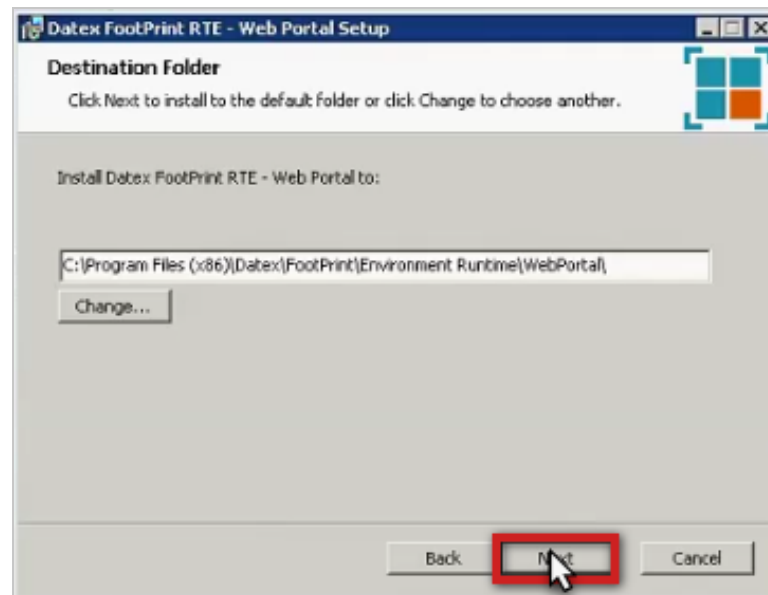 Datex FootPrint RTE - Web Portal Setup
Destination Folder
Click Next to install to the default folder or click Change to choose another.
Install Datex FootPrint RTE - Web Portal to:
C:\Program Files (x86)\Datex\FootPrint\Environment Runtime\WebPortal\
Change...
Back Next Cancel